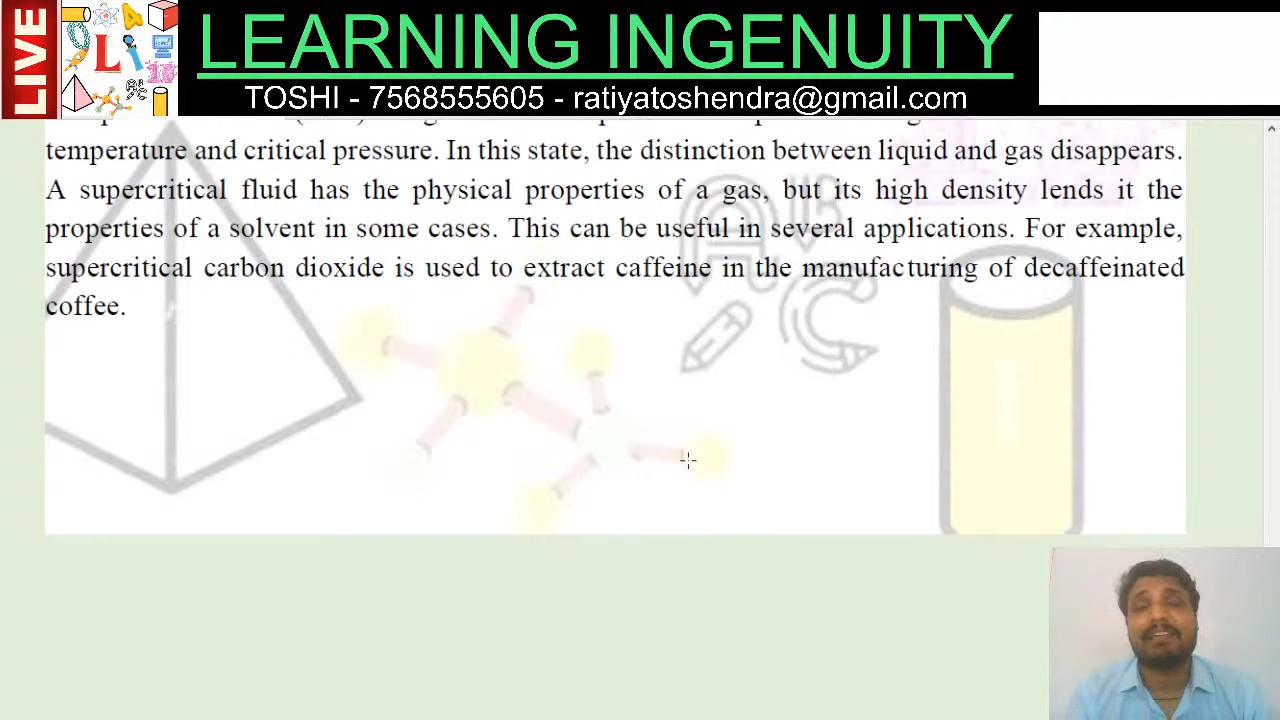 LIVE
LEARNING INGENUITY
TOSHI - 7568555605 - ratiyatoshendra@gmail.com
temperature and critical pressure. In this state, the distinction between liquid and gas disappears.
A supercritical fluid has the physical properties of a gas, but its high density lends it the
properties of a solvent in some cases. This can be useful in several applications. For example,
supercritical carbon dioxide is used to extract caffeine in the manufacturing of decaffeinated
coffee.